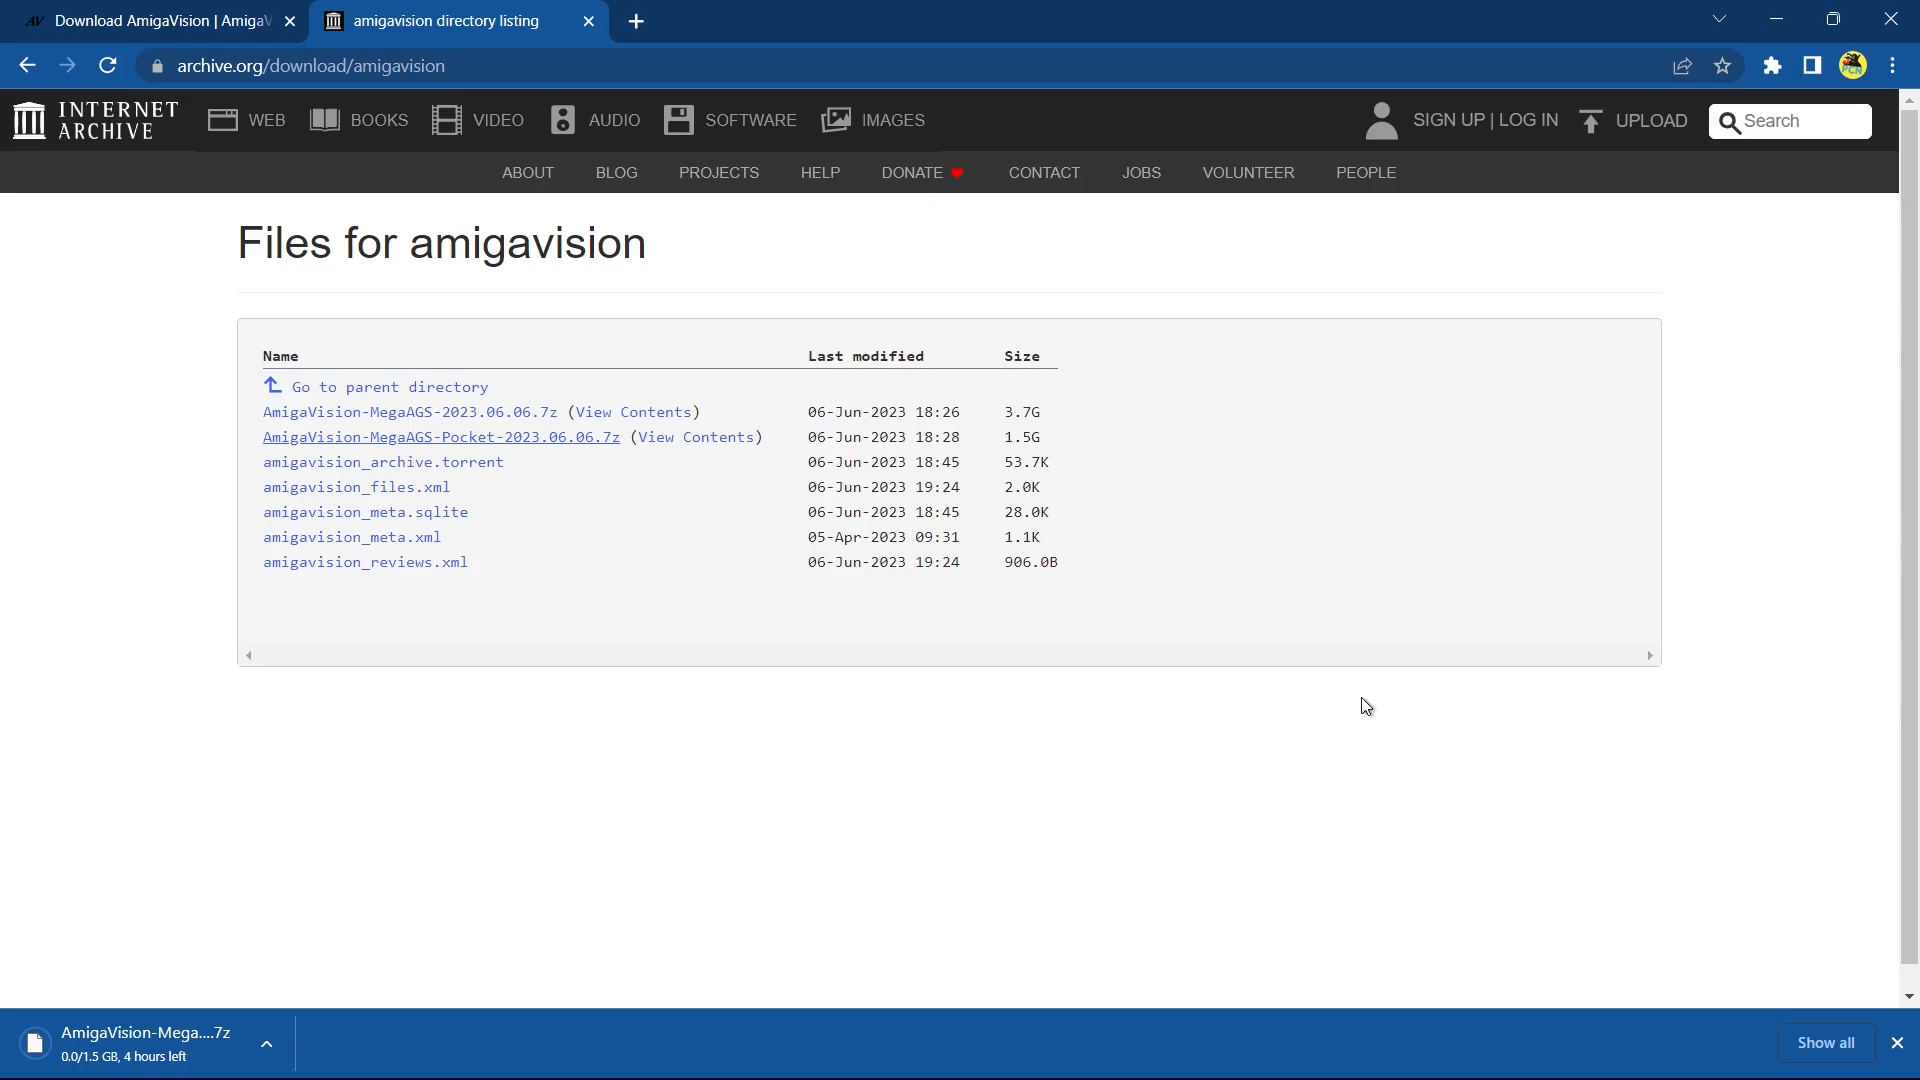 Download AmigaVision | AmigaV
amigavision directory listing
archive.org/download/amigavision
INTERNET ARCHIVE
WEB
BOOKS
VIDEO
AUDIO
SOFTWARE
IMAGES
SIGN UP | LOG IN
UPLOAD
Search
ABOUT
BLOG
PROJECTS
HELP
DONATE
CONTACT
JOBS
VOLUNTEER
PEOPLE
Files for amigavision
Name Last modified Size
Go to parent directory
AmigaVision-MegaAGS-2023.06.06.7z (View Contents) 06-Jun-2023 18:26 3.7G
AmigaVision-MegaAGS-Pocket-2023.06.06.7z (View Contents) 06-Jun-2023 18:28 1.5G
amigavision_archive.torrent 06-Jun-2023 18:45 53.7K
amigavision_files.xml 06-Jun-2023 19:24 2.0K
amigavision_meta.sqlite 06-Jun-2023 18:45 28.0K
amigavision_meta.xml 05-Apr-2023 09:31 1.1K
amigavision_reviews.xml 06-Jun-2023 19:24 906.0B
AmigaVision-Mega....7z
0.0/1.5 GB, 4 hours left
Show all